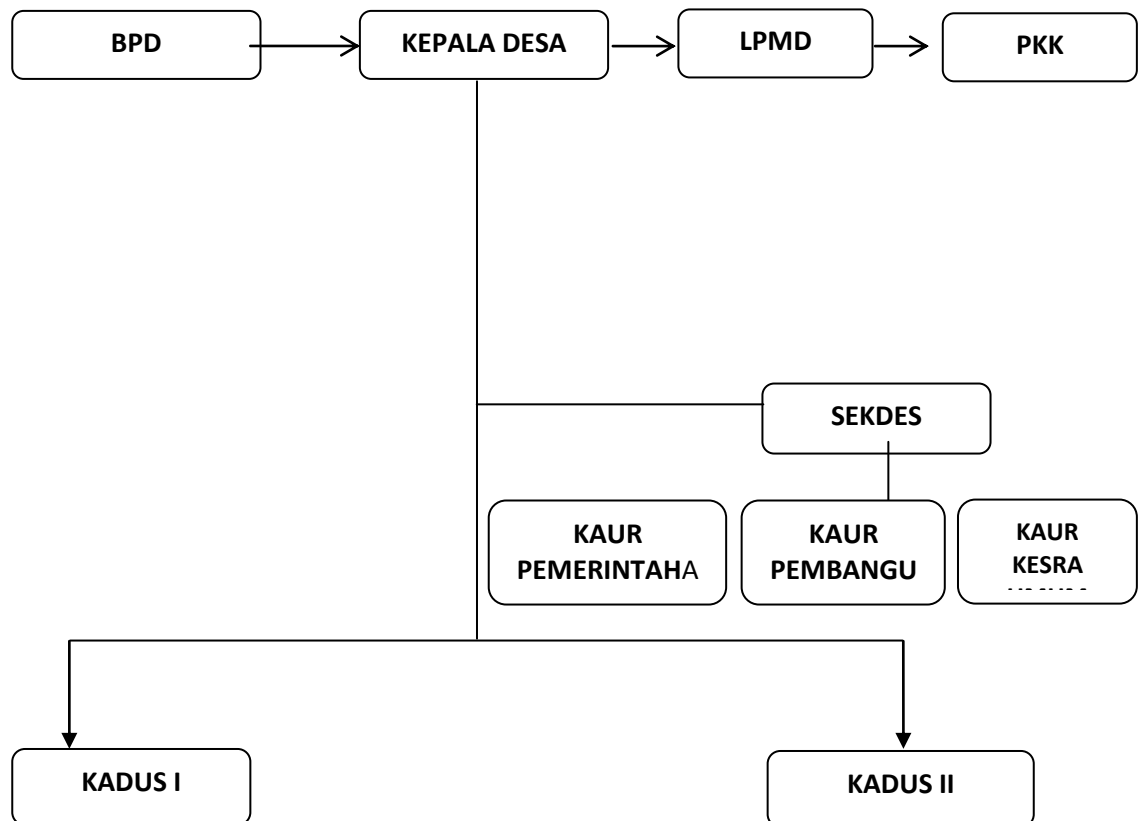 BPD
KEPALA DESA
LPMD
PKK
SEKDES
KAUR
PEMERINTAHA
KAUR
PEMBANGU
KAUR
KESRA
KADUS I
KADUS II